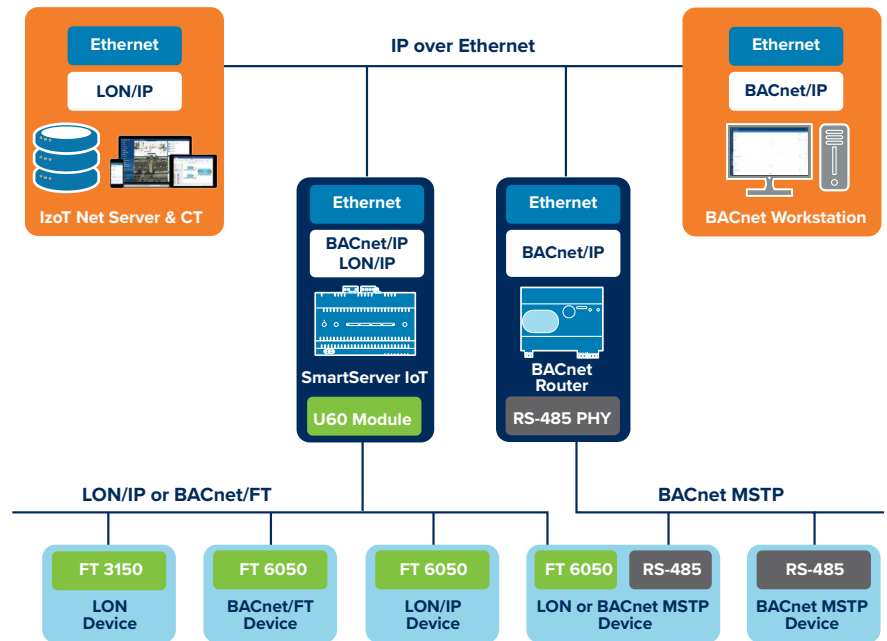 Ethernet
LON/IP
IzoT Net Server & CT
IP over Ethernet
Ethernet
BACnet/IP
BACnet Workstation
Ethernet
BACnet/IP
LON/IP
SmartServer IoT
U60 Module
Ethernet
BACnet/IP
BACnet
Router
RS-485 PHY
LON/IP or BACnet/FT
BACnet MSTP
FT 3150
LON
Device
FT 6050
BACnet/FT
Device
FT 6050
LON/IP
Device
FT 6050
RS-485
LON or BACnet MSTP
Device
RS-485
BACnet MSTP
Device